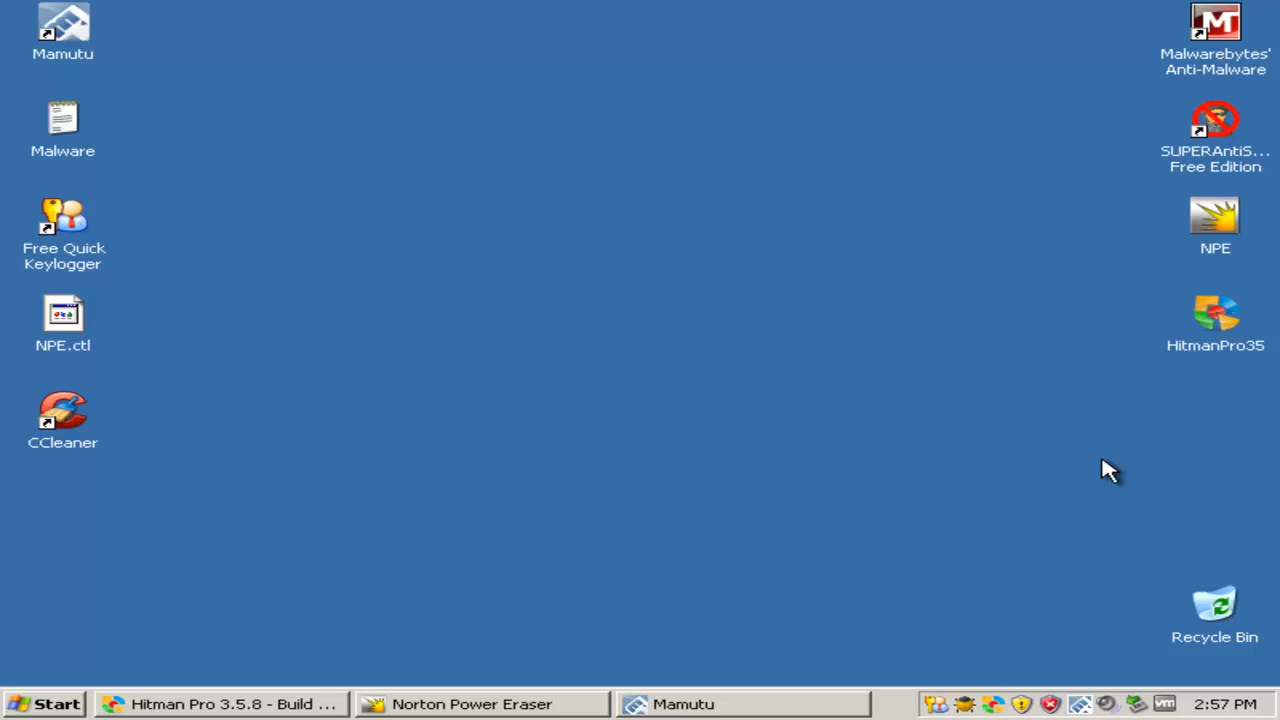 Mamutu
Malware
Free Quick
Keylogger
NPE.ctl
CCleaner
Malwarebytes'
Anti-Malware
SUPERAntiS...
Free Edition
NPE
HitmanPro35
Recycle Bin
Start
Hitman Pro 3.5.8 - Build ...
Norton Power Eraser
Mamutu
vm
2:57 PM